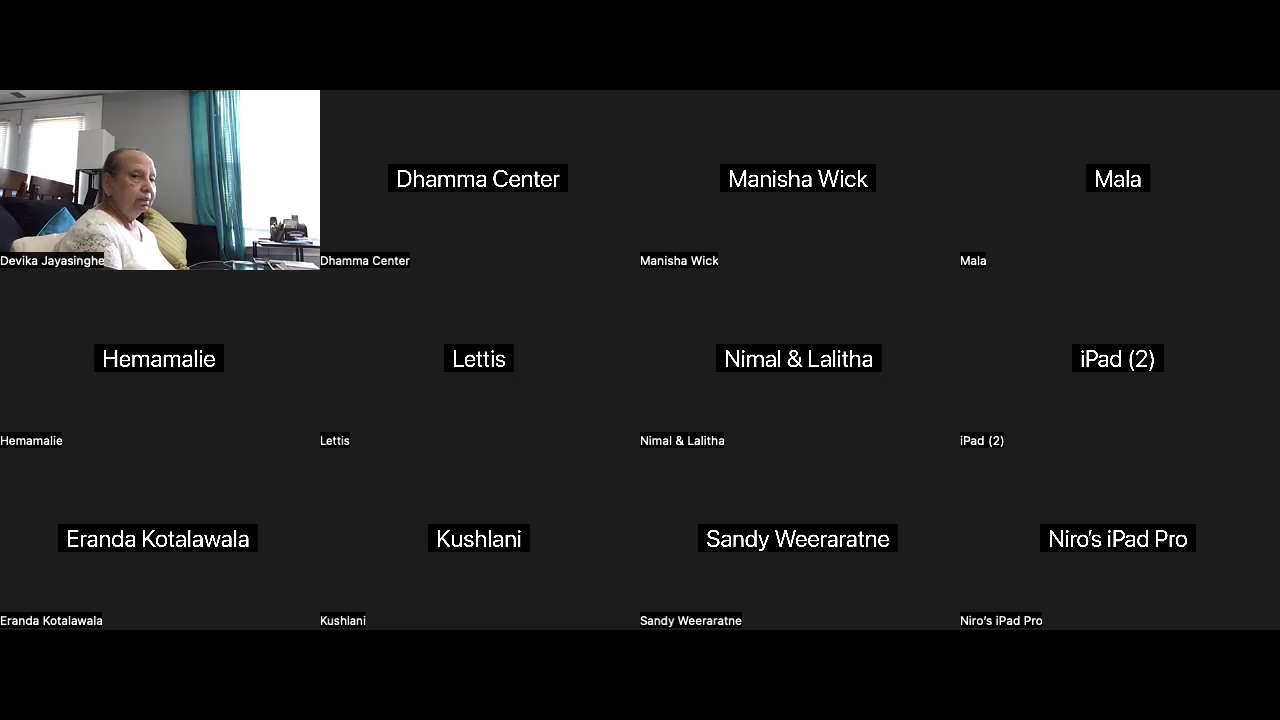 Devika Jayasinghe
Dhamma Center
Dhamma Center
Manisha Wick
Manisha Wick
Mala
Mala
Hemamalie
Hemamalie
Lettis
Lettis
Nimal & Lalitha
Nimal & Lalitha
iPad (2)
iPad (2)
Eranda Kotalawala
Eranda Kotalawala
Kushlani
Kushlani
Sandy Weeraratne
Sandy Weeraratne
Niro's iPad Pro
Niro's iPad Pro